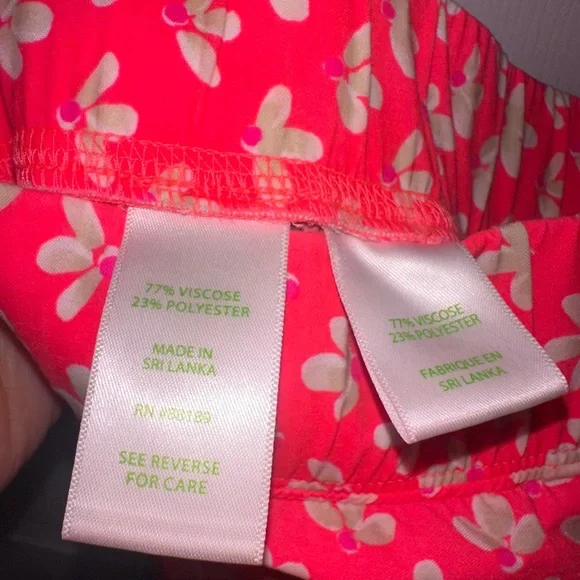 77% VISCOSE
23% POLYESTER
MADE IN
SRI LANKA
RN #88189
SEE REVERSE
FOR CARE
77% VISCOSE
23% POLYESTER
FABRIQUE EN
SRI LANKA